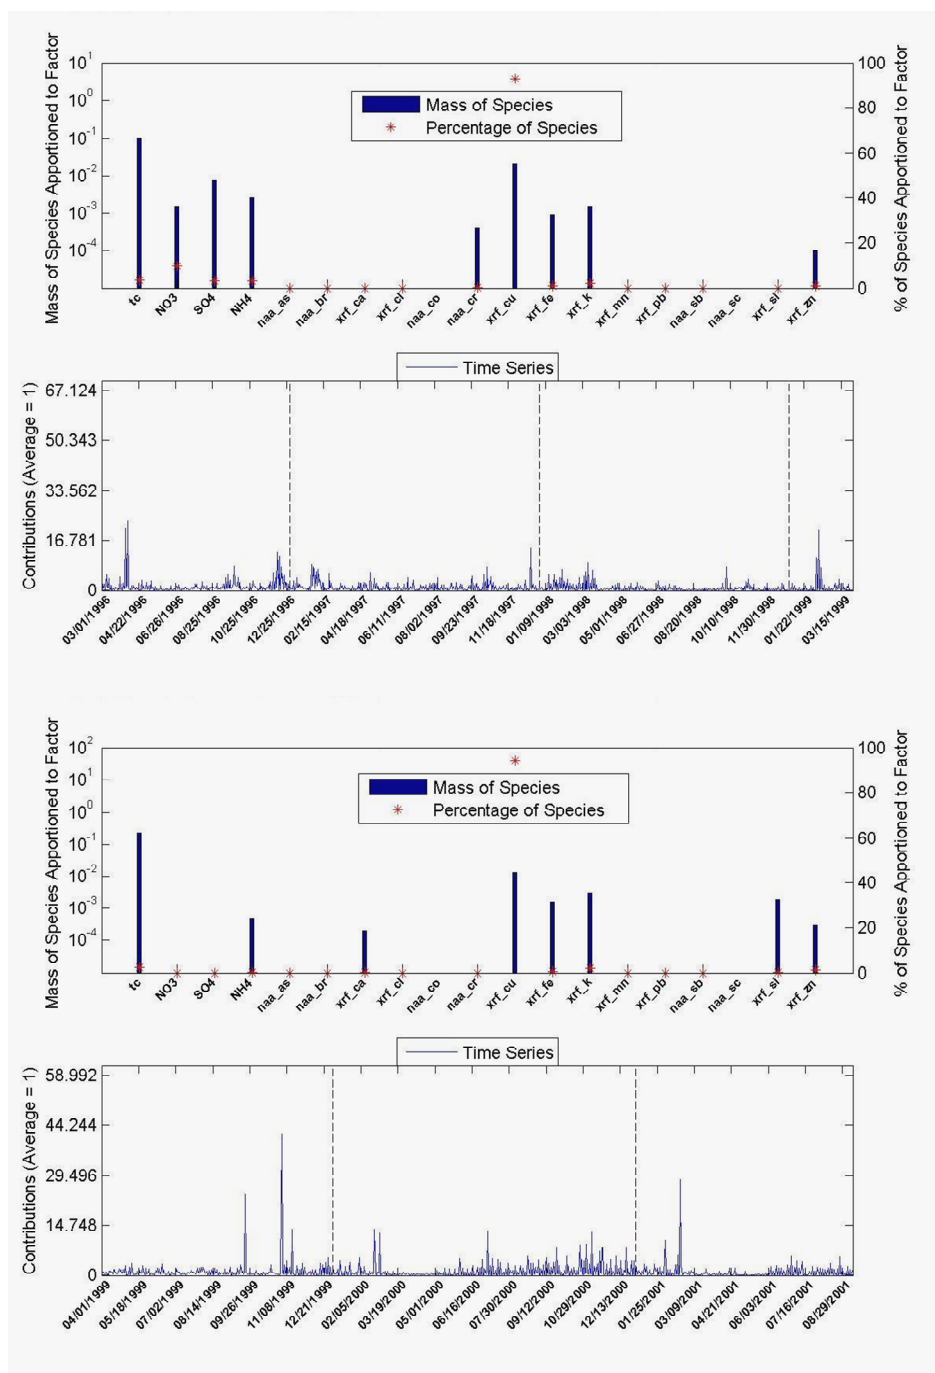 Mass of Species Apportioned to Factor
10^1
10^0
10^-1
10^-2
10^-3
10^-4
Mass of Species
Percentage of Species
100
80
60
40
20
0
% of Species Apportioned to Factor
tc NO3 SO4 NH4 naa_as naa_br xrf_ca xrf_cl naa_co naa_cr xrf_cu xrf_fe xrf_k xrf_mn xrf_pb naa_sb naa_sc xrf_si xrf_zn
Time Series
Contributions (Average = 1)
67.124
50.343
33.562
16.781
0
03/01/1996 04/22/1996 06/26/1996 08/25/1996 10/25/1996 12/25/1996 02/15/1997 04/18/1997 06/11/1997 08/02/1997 09/23/1997 11/18/1997 01/09/1998 03/03/1998 05/01/1998 06/27/1998 08/20/1998 10/10/1998 11/30/1998 01/22/1999 03/15/1999
Mass of Species Apportioned to Factor
10^2
10^1
10^0
10^-1
10^-2
10^-3
10^-4
Mass of Species
Percentage of Species
100
80
60
40
20
0
% of Species Apportioned to Factor
tc NO3 SO4 NH4 naa_as naa_br xrf_ca xrf_cl naa_co naa_cr xrf_cu xrf_fe xrf_k xrf_mn xrf_pb naa_sb naa_sc xrf_si xrf_zn
Time Series
Contributions (Average = 1)
58.992
44.244
29.496
14.748
0
04/01/1999 05/18/1999 07/02/1999 08/14/1999 09/26/1999 11/08/1999 12/21/1999 02/05/2000 03/19/2000 05/01/2000 06/16/2000 07/30/2000 09/12/2000 10/29/2000 12/13/2000 01/25/2001 03/09/2001 04/21/2001 06/03/2001 07/16/2001 08/29/2001